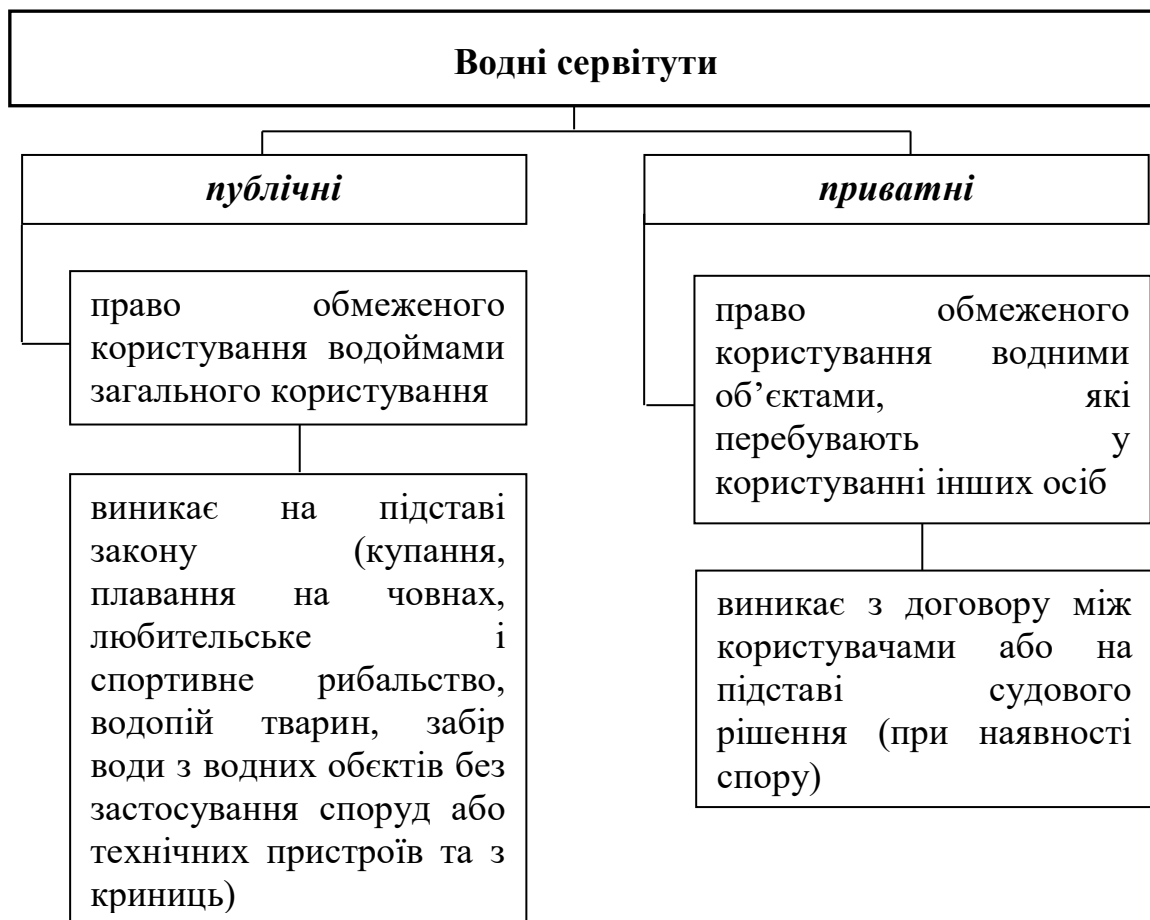 Водні сервітути
публічні
право обмеженого
користування водоймами
загального користування
виникає на підставі
закону (купання,
плавання на човнах,
любительське і
спортивне рибальство,
водопій тварин, забір
води з водних обєктів без
застосування споруд або
технічних пристроїв та з
криниць)
приватні
право обмеженого
користування водними
об’єктами, які
перебувають у
користуванні інших осіб
виникає з договору між
користувачами або на
підставі судового
рішення (при наявності
спору)